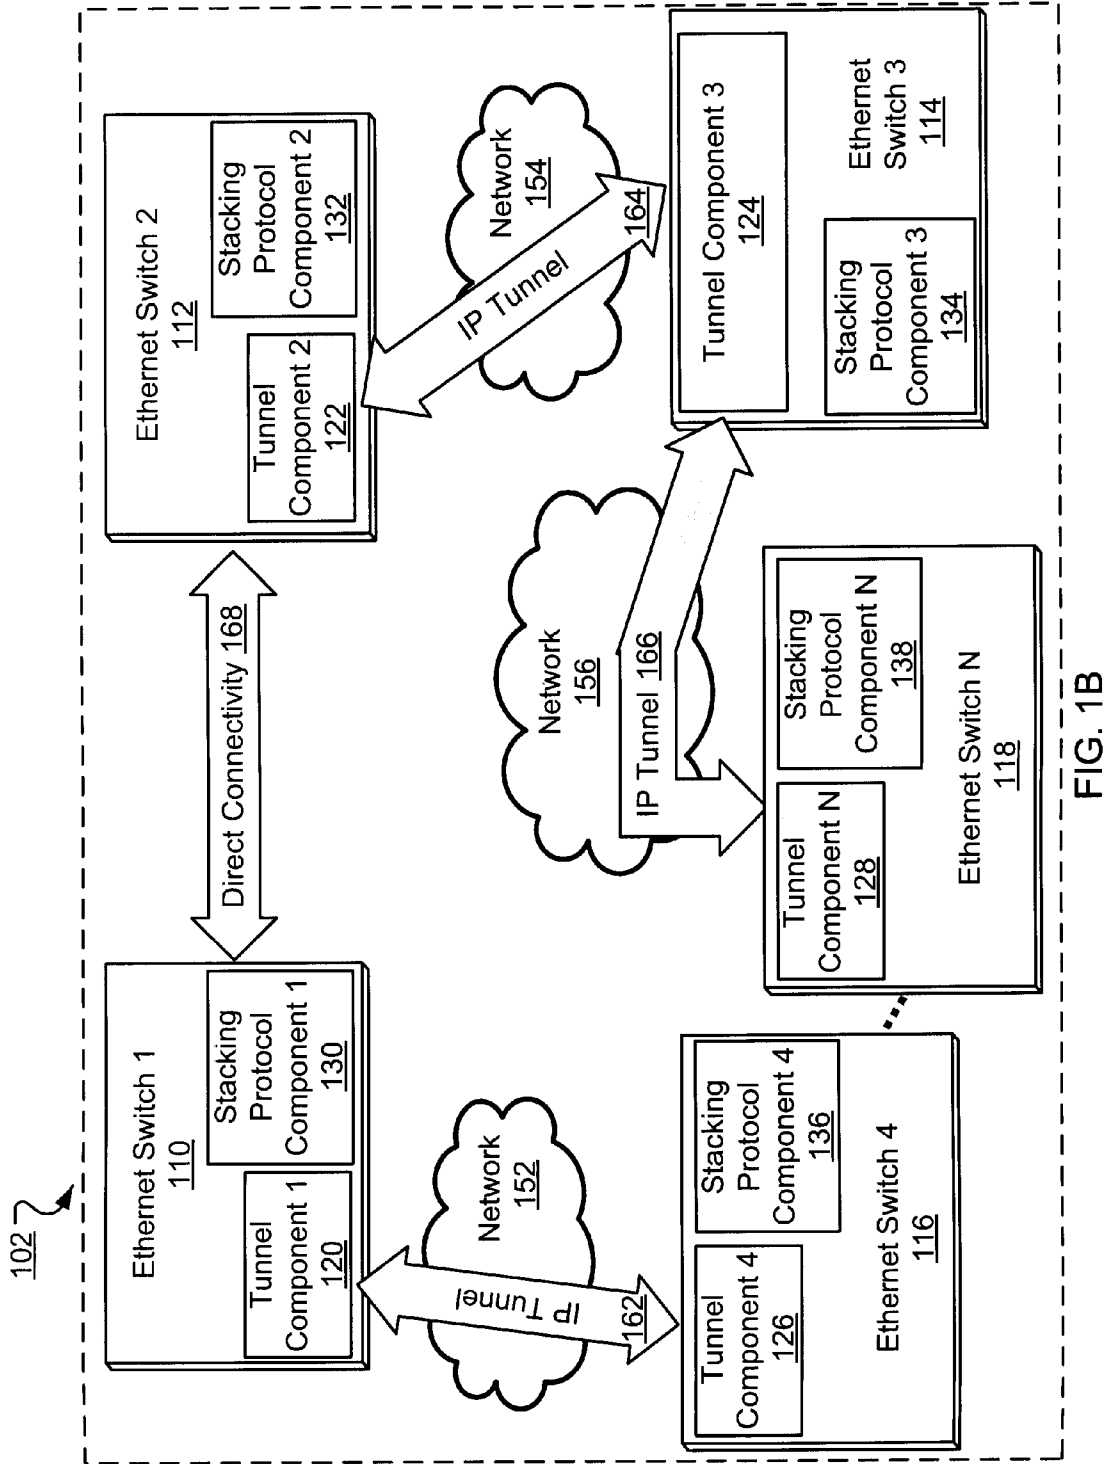 102
Ethernet Switch 1
110
Tunnel
Component 1
120
Stacking
Protocol
Component 1
130
Direct Connectivity 168
Ethernet Switch 2
112
Tunnel
Component 2
122
Stacking
Protocol
Component 2
132
Network
152
IP Tunnel
162
Network
156
IP Tunnel 166
Network
154
IP Tunnel
164
Ethernet Switch 4
116
Tunnel
Component 4
126
Stacking
Protocol
Component 4
136
Ethernet Switch N
118
Tunnel
Component N
128
Stacking
Protocol
Component N
138
Tunnel Component 3
124
Stacking
Protocol
Component 3
134
Ethernet
Switch 3
114
FIG. 1B